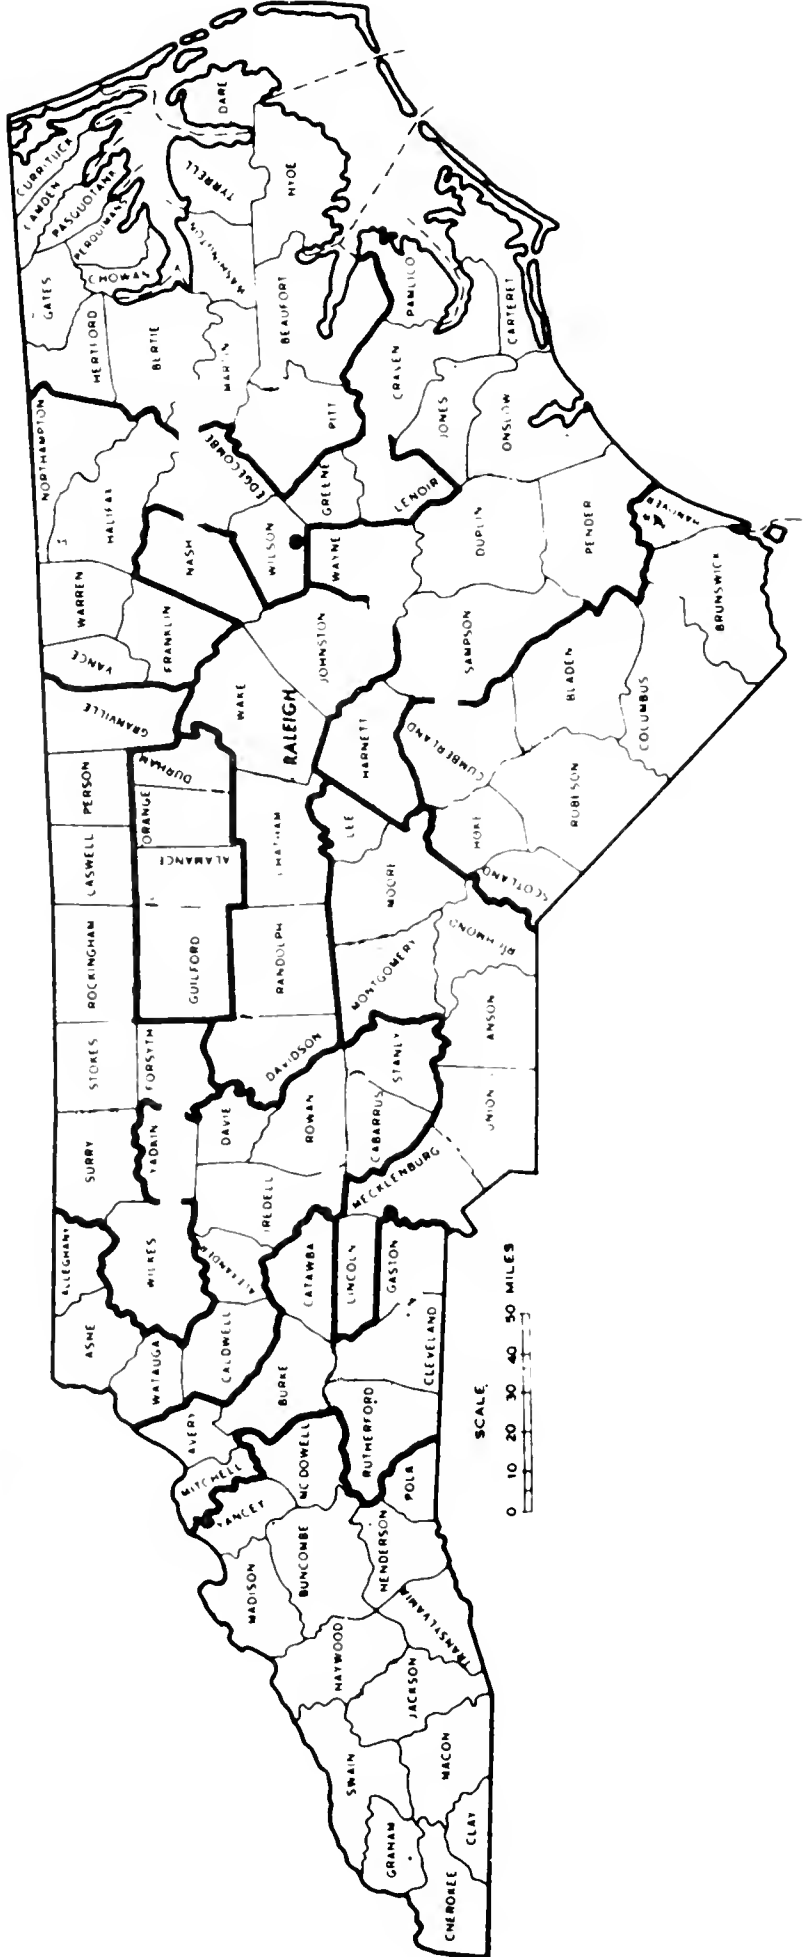 CHEROKEE
GRAHAM
CLAY
SWAIN
MACON
JACKSON
HAYWOOD
TRANSYLVANIA
MADISON
BUNCOMBE
HENDERSON
YANCEY
MITCHELL
AVERY
MCDOWELL
RUTHERFORD
POLK
BURKE
CLEVELAND
ASHE
WATAUGA
CALDWELL
ALLEGHANY
WILKES
ALEXANDER
CATAWBA
LINCOLN
GASTON
SURRY
YADKIN
IREDELL
DAVIE
ROWAN
CABARRUS
MECKLENBURG
STANLY
UNION
STOKES
FORSYTH
DAVIDSON
ROCKINGHAM
GUILFORD
RANDOLPH
MONTGOMERY
ANSON
RICHMOND
CASWELL
ALAMANCE
CHATHAM
MOORE
LEE
HOKE
SCOTLAND
PERSON
ORANGE
DURHAM
GRANVILLE
WAKE
RALEIGH
HARNETT
CUMBERLAND
ROBESON
VANCE
WARREN
FRANKLIN
JOHNSTON
SAMPSON
BLADEN
COLUMBUS
BRUNSWICK
NORTHAMPTON
HALIFAX
NASH
WILSON
WAYNE
DUPLIN
PENDER
HANOVER
EDGECOMBE
GREENE
LENOIR
PITT
JONES
ONSLOW
CRAVEN
CARTERET
PAMLICO
BEAUFORT
MARTIN
BERTIE
HERTFORD
GATES
CHOWAN
PERQUIMANS
PASQUOTANK
CAMDEN
CURRITUCK
WASHINGTON
TYRRELL
DARE
HYDE
SCALE
0 10 20 30 40 50 MILES